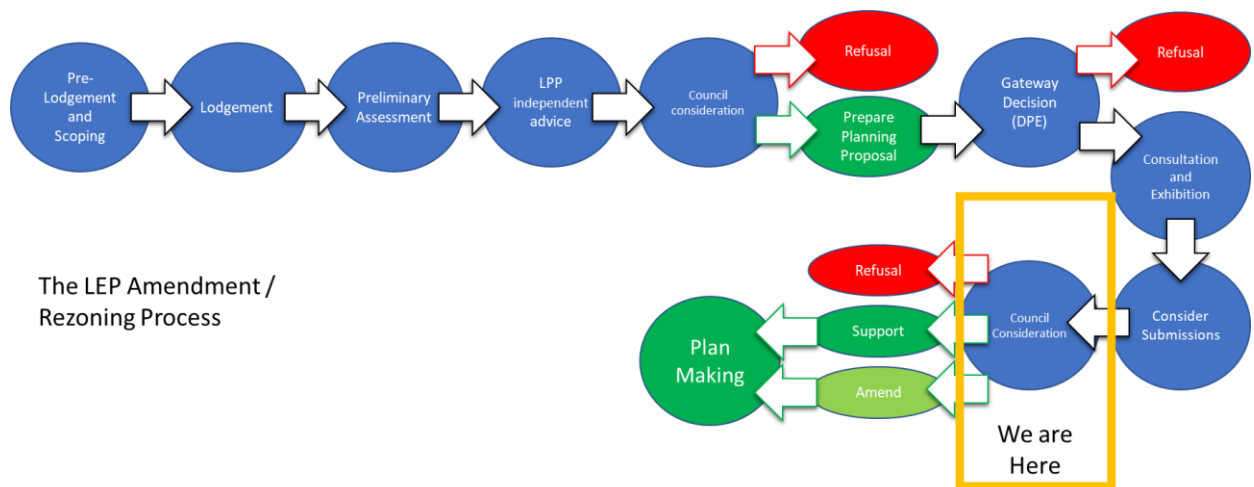 Pre-
Lodgement
and
Scoping
Lodgement
Preliminary
Assessment
LPP
independent
advice
Council
consideration
Refusal
Prepare
Planning
Proposal
Gateway
Decision
(DPE)
Refusal
Consultation
and
Exhibition
The LEP Amendment /
Rezoning Process
Consider
Submissions
Council
Consideration
Refusal
Support
Amend
Plan
Making
We are
Here